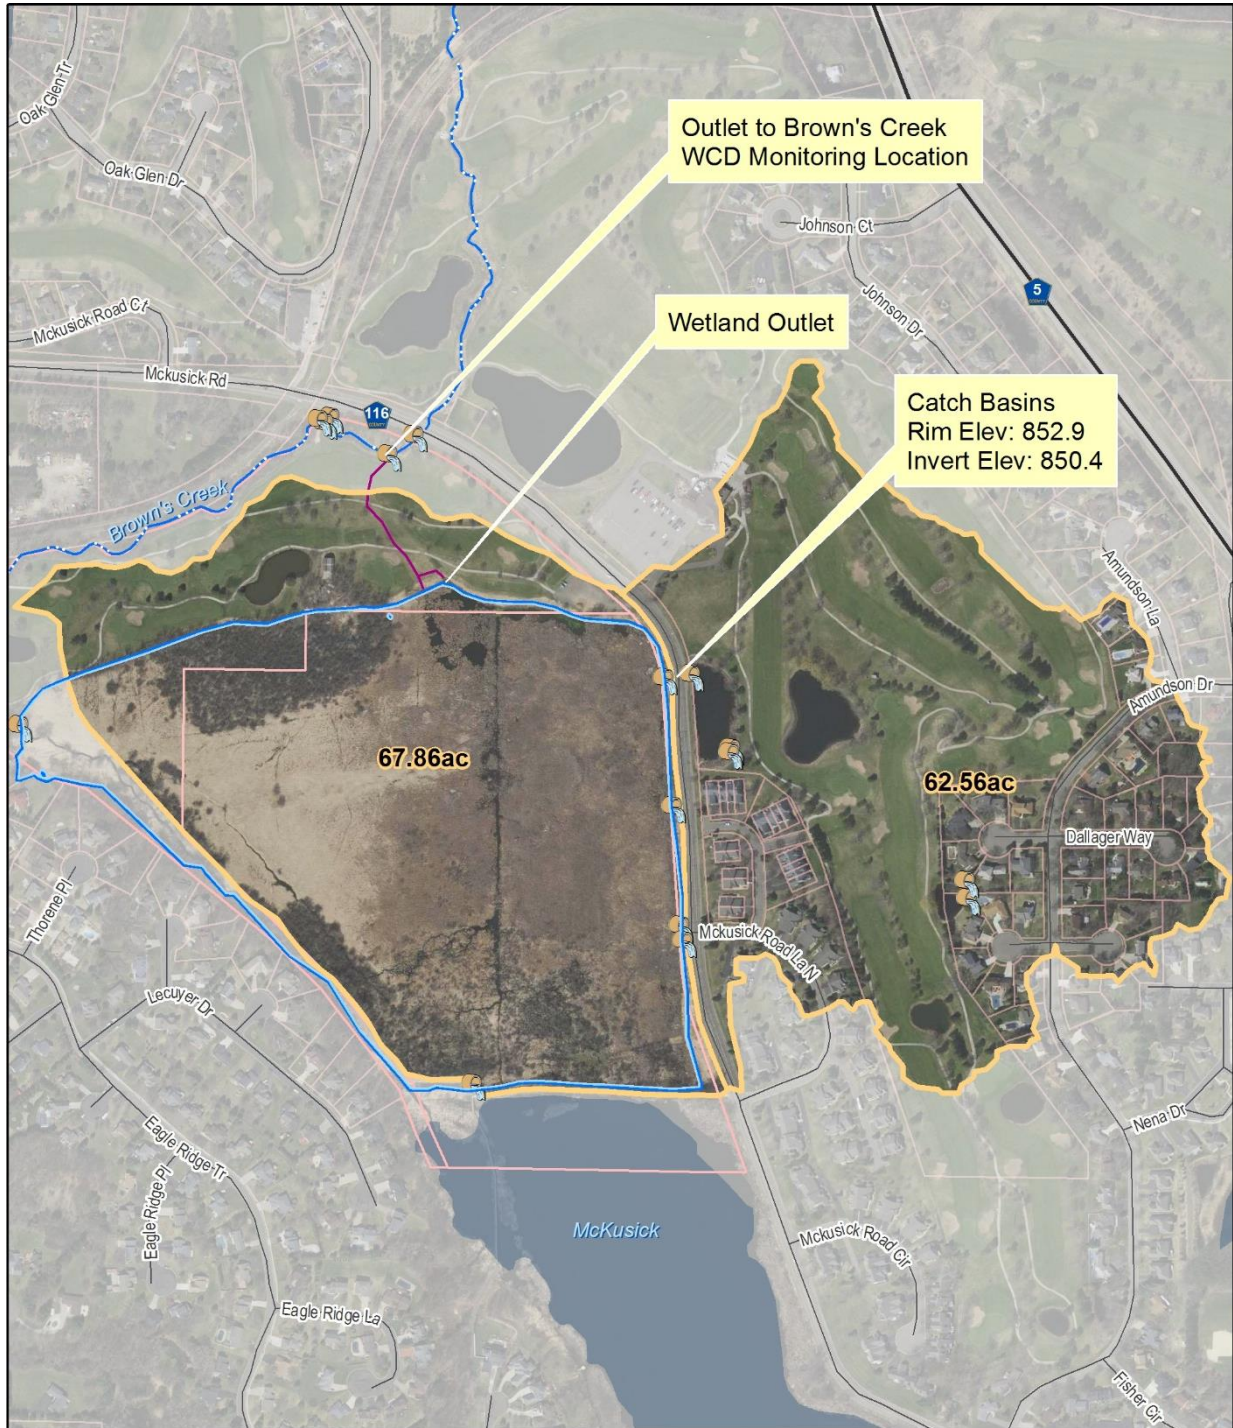 Oak Glen Tr
Oak Glen Dr
Outlet to Brown's Creek
WCD Monitoring Location
Johnson Ct
Johnson Dr
5
Mckusick Road Ct
Mckusick Rd
116
Wetland Outlet
Catch Basins
Rim Elev: 852.9
Invert Elev: 850.4
Brown's Creek
Amundson La
Amundson Dr
67.86ac
62.56ac
Dallager Way
Thorene Pl
Mckusick Road La N
Lecuyer Dr
Nena Dr
Eagle Ridge Tr
Eagle Ridge Pl
McKusick
Mckusick Road Cir
Eagle Ridge La
Fisher Cir